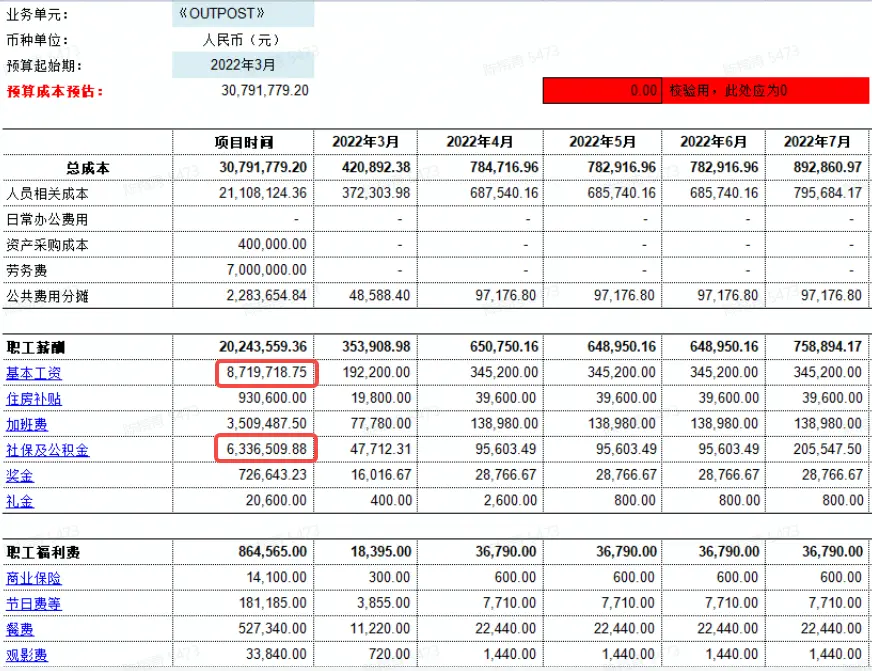 业务单元： 《OUTPOST》
币种单位： 人民币（元）
预算起始期： 2022年3月
预算成本预估： 30,791,779.20 0.00 核验用，此处应为0
项目时间 2022年3月 2022年4月 2022年5月 2022年6月 2022年7月
总成本 30,791,779.20 420,892.38 784,716.96 782,916.96 782,916.96 892,860.97
人员相关成本 21,108,124.36 372,303.98 687,540.16 685,740.16 685,740.16 795,684.17
日常办公费用 - - - - - -
资产采购成本 400,000.00 - - - - -
劳务费 7,000,000.00 - - - - -
公共费用分摊 2,283,654.84 48,588.40 97,176.80 97,176.80 97,176.80 97,176.80
职工薪酬 20,243,559.36 353,908.98 650,750.16 648,950.16 648,950.16 758,894.17
基本工资 8,719,718.75 192,200.00 345,200.00 345,200.00 345,200.00 345,200.00
住房补贴 930,600.00 19,800.00 39,600.00 39,600.00 39,600.00 39,600.00
加班费 3,509,487.50 77,780.00 138,980.00 138,980.00 138,980.00 138,980.00
社保及公积金 6,336,509.88 47,712.31 95,603.49 95,603.49 95,603.49 205,547.50
奖金 726,643.23 16,016.67 28,766.67 28,766.67 28,766.67 28,766.67
礼金 20,600.00 400.00 2,600.00 800.00 800.00 800.00
职工福利费 864,565.00 18,395.00 36,790.00 36,790.00 36,790.00 36,790.00
商业保险 14,100.00 300.00 600.00 600.00 600.00 600.00
节日费等 181,185.00 3,855.00 7,710.00 7,710.00 7,710.00 7,710.00
餐费 527,340.00 11,220.00 22,440.00 22,440.00 22,440.00 22,440.00
观影费 33,840.00 720.00 1,440.00 1,440.00 1,440.00 1,440.00